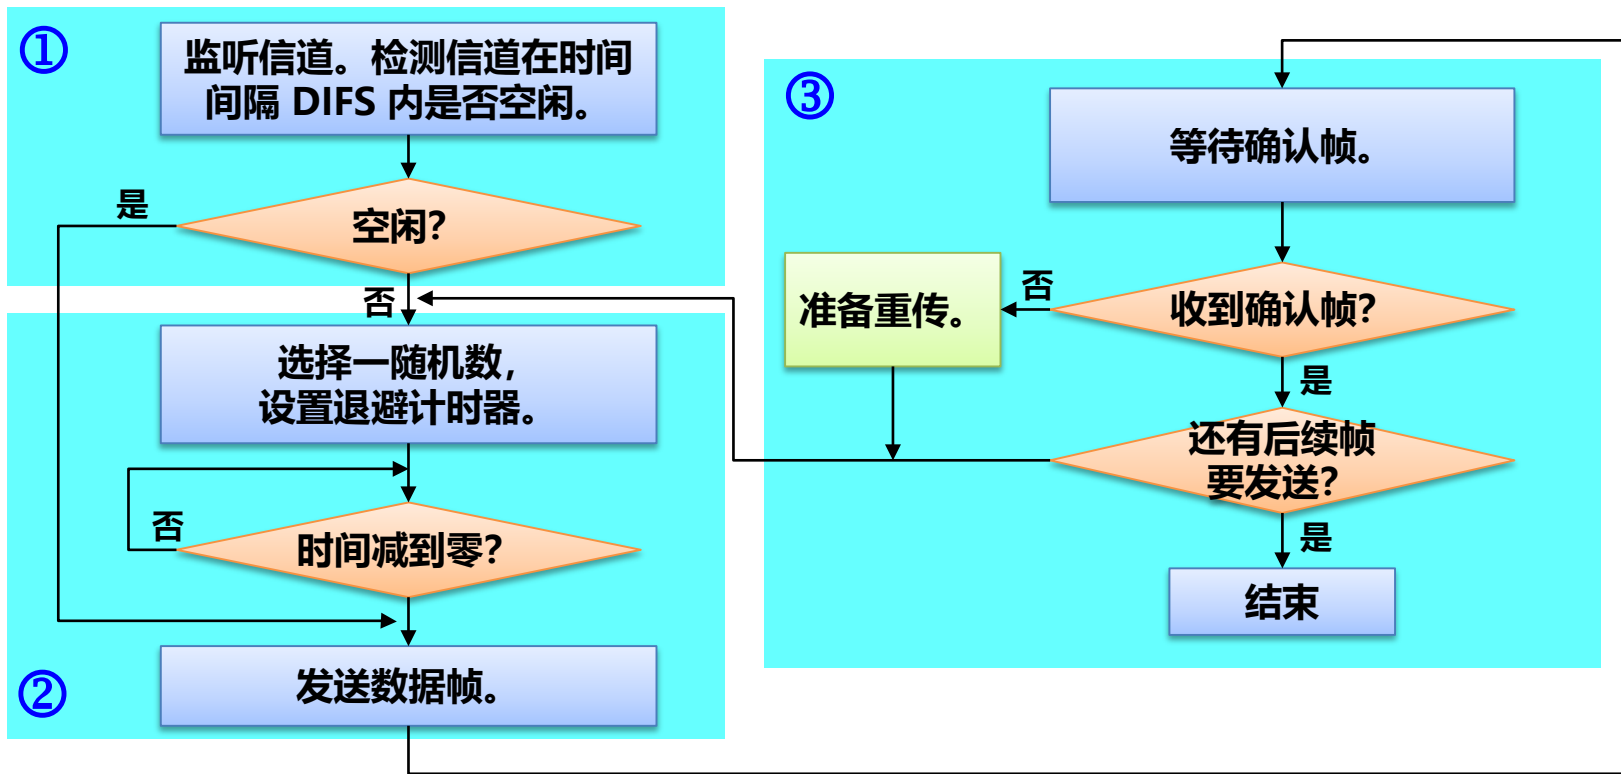 ①
监听信道。检测信道在时间
间隔 DIFS 内是否空闲。
是
空闲？
否
选择一随机数，
设置退避计时器。
否
时间减到零？
②
发送数据帧。
③
等待确认帧。
准备重传。
否
收到确认帧？
是
还有后续帧
要发送？
是
结束